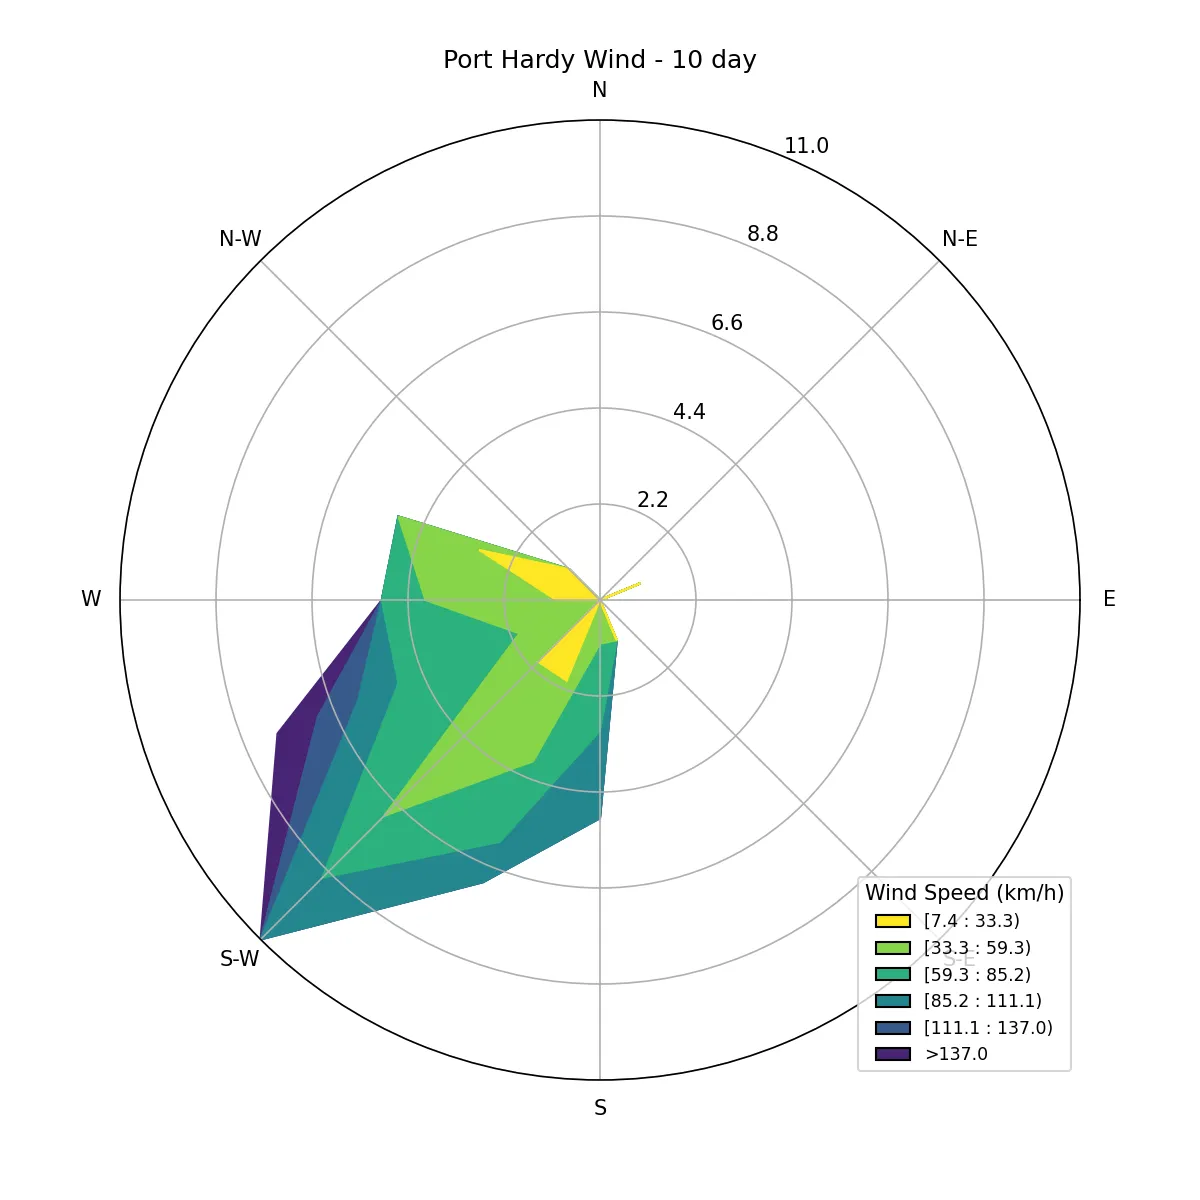 Port Hardy Wind - 10 day
N
11.0
N-W
N-E
8.8
6.6
4.4
2.2
W
E
S-W
S-E
S
Wind Speed (km/h)
[7.4 : 33.3)
[33.3 : 59.3)
[59.3 : 85.2)
[85.2 : 111.1)
[111.1 : 137.0)
>137.0